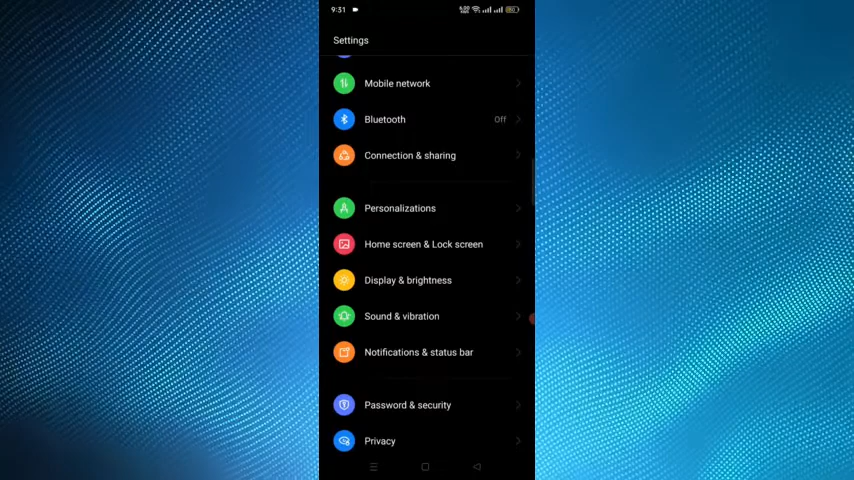 9:31
Settings
Mobile network
Bluetooth Off
Connection & sharing
Personalizations
Home screen & Lock screen
Display & brightness
Sound & vibration
Notifications & status bar
Password & security
Privacy